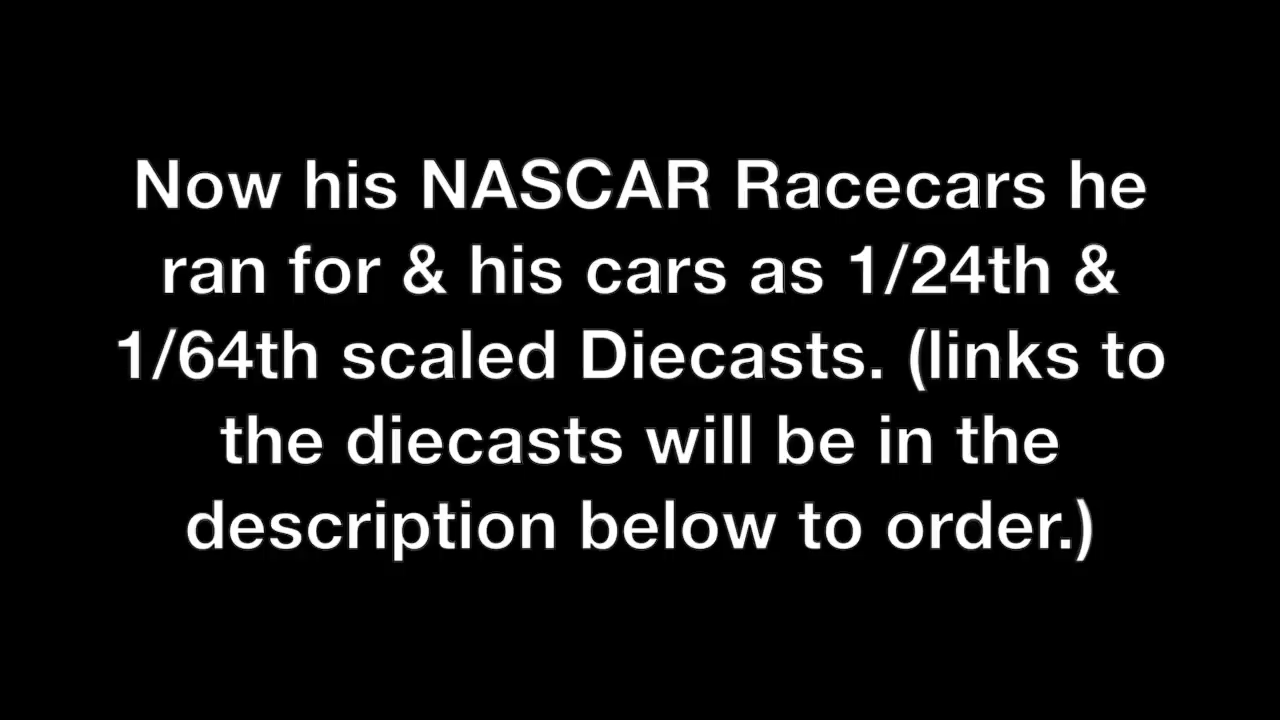 Now his NASCAR Racecars he
ran for & his cars as 1/24th &
1/64th scaled Diecasts. (links to
the diecasts will be in the
description below to order.)